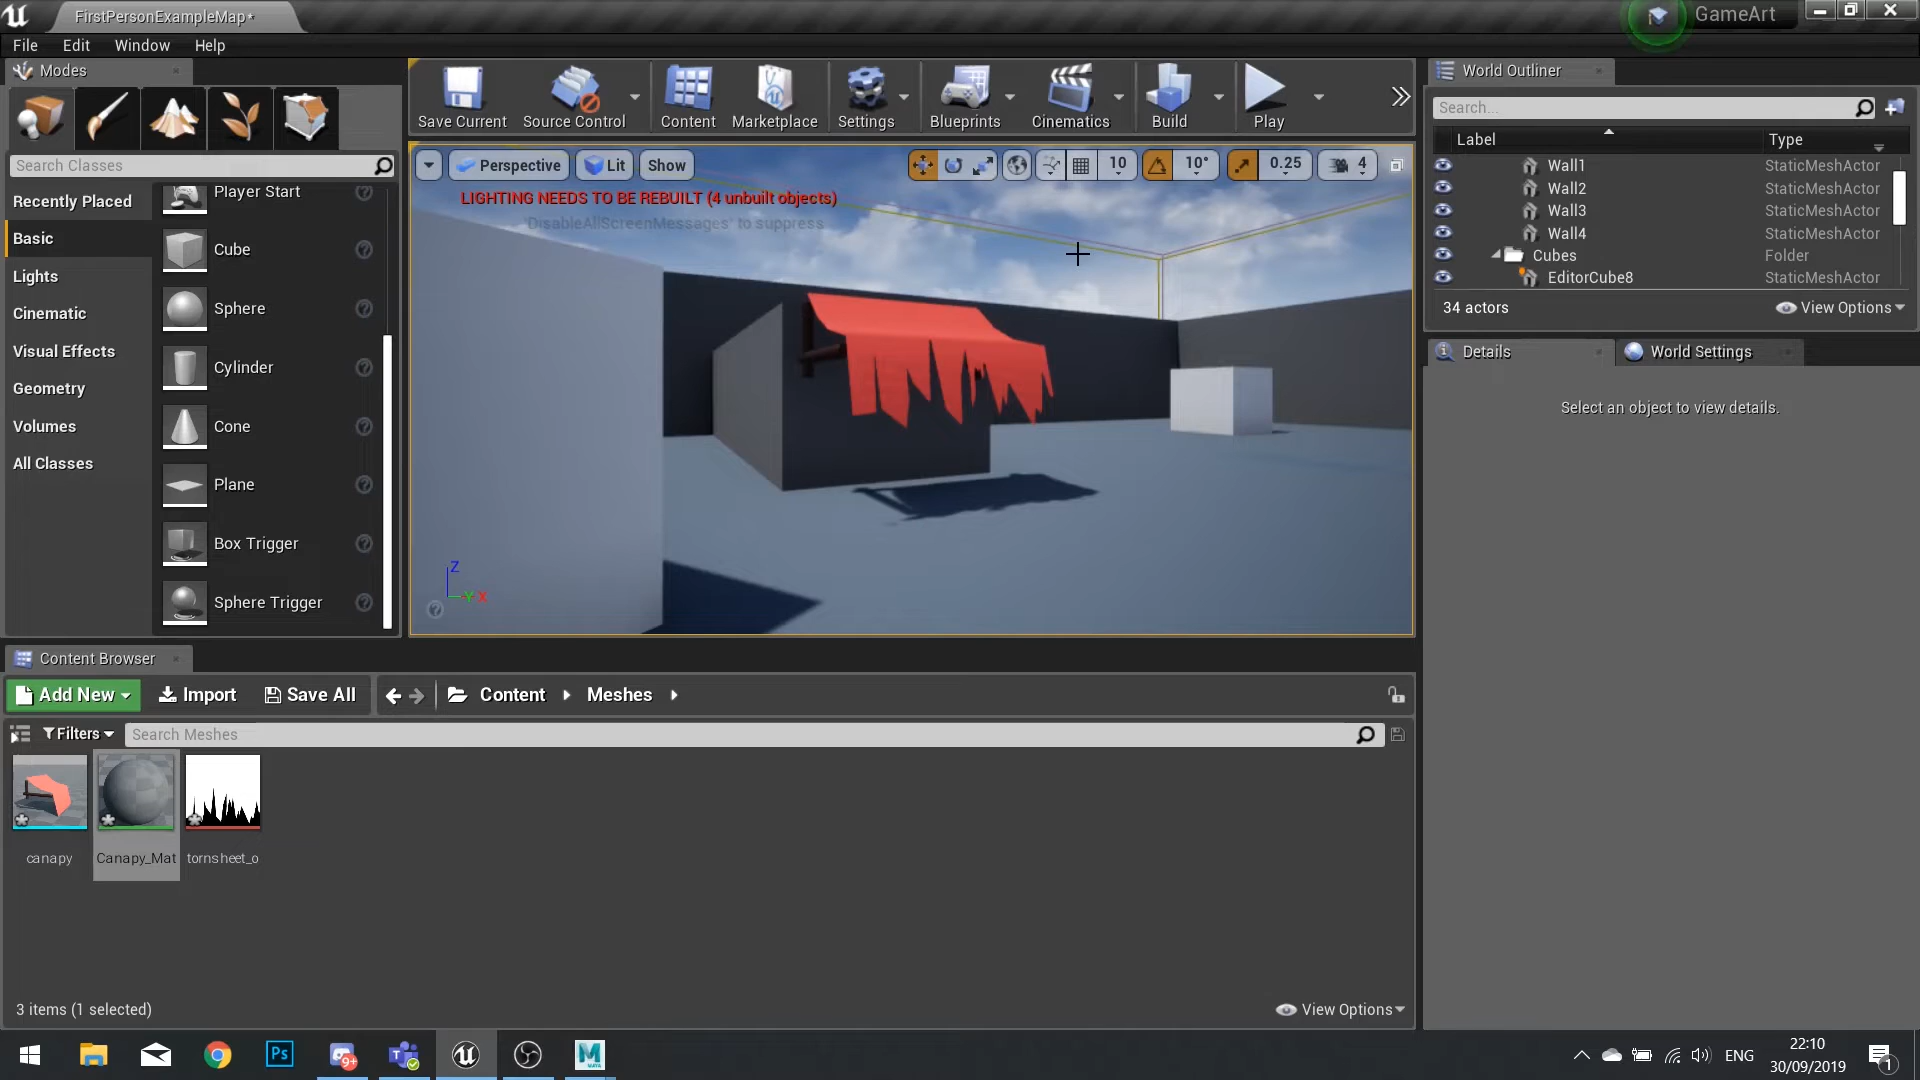 FirstPersonExampleMap*
GameArt
File Edit Window Help
Modes
Search Classes
Recently Placed
Basic
Lights
Cinematic
Visual Effects
Geometry
Volumes
All Classes
Player Start
Cube
Sphere
Cylinder
Cone
Plane
Box Trigger
Sphere Trigger
Save Current Source Control Content Marketplace Settings Blueprints Cinematics Build Play
Perspective Lit Show 10 10° 0.25 4
LIGHTING NEEDS TO BE REBUILT (4 unbuilt objects)
'DisableAllScreenMessages' to suppress
Z
Y X
World Outliner
Search...
Label Type
Wall1 StaticMeshActor
Wall2 StaticMeshActor
Wall3 StaticMeshActor
Wall4 StaticMeshActor
Cubes Folder
EditorCube8 StaticMeshActor
34 actors View Options
Details World Settings
Select an object to view details.
Content Browser
Add New Import Save All Content Meshes
Filters Search Meshes
canapy Canapy_Mat tornsheet_o
3 items (1 selected) View Options
Ps 9+ M
ENG
22:10
30/09/2019
1